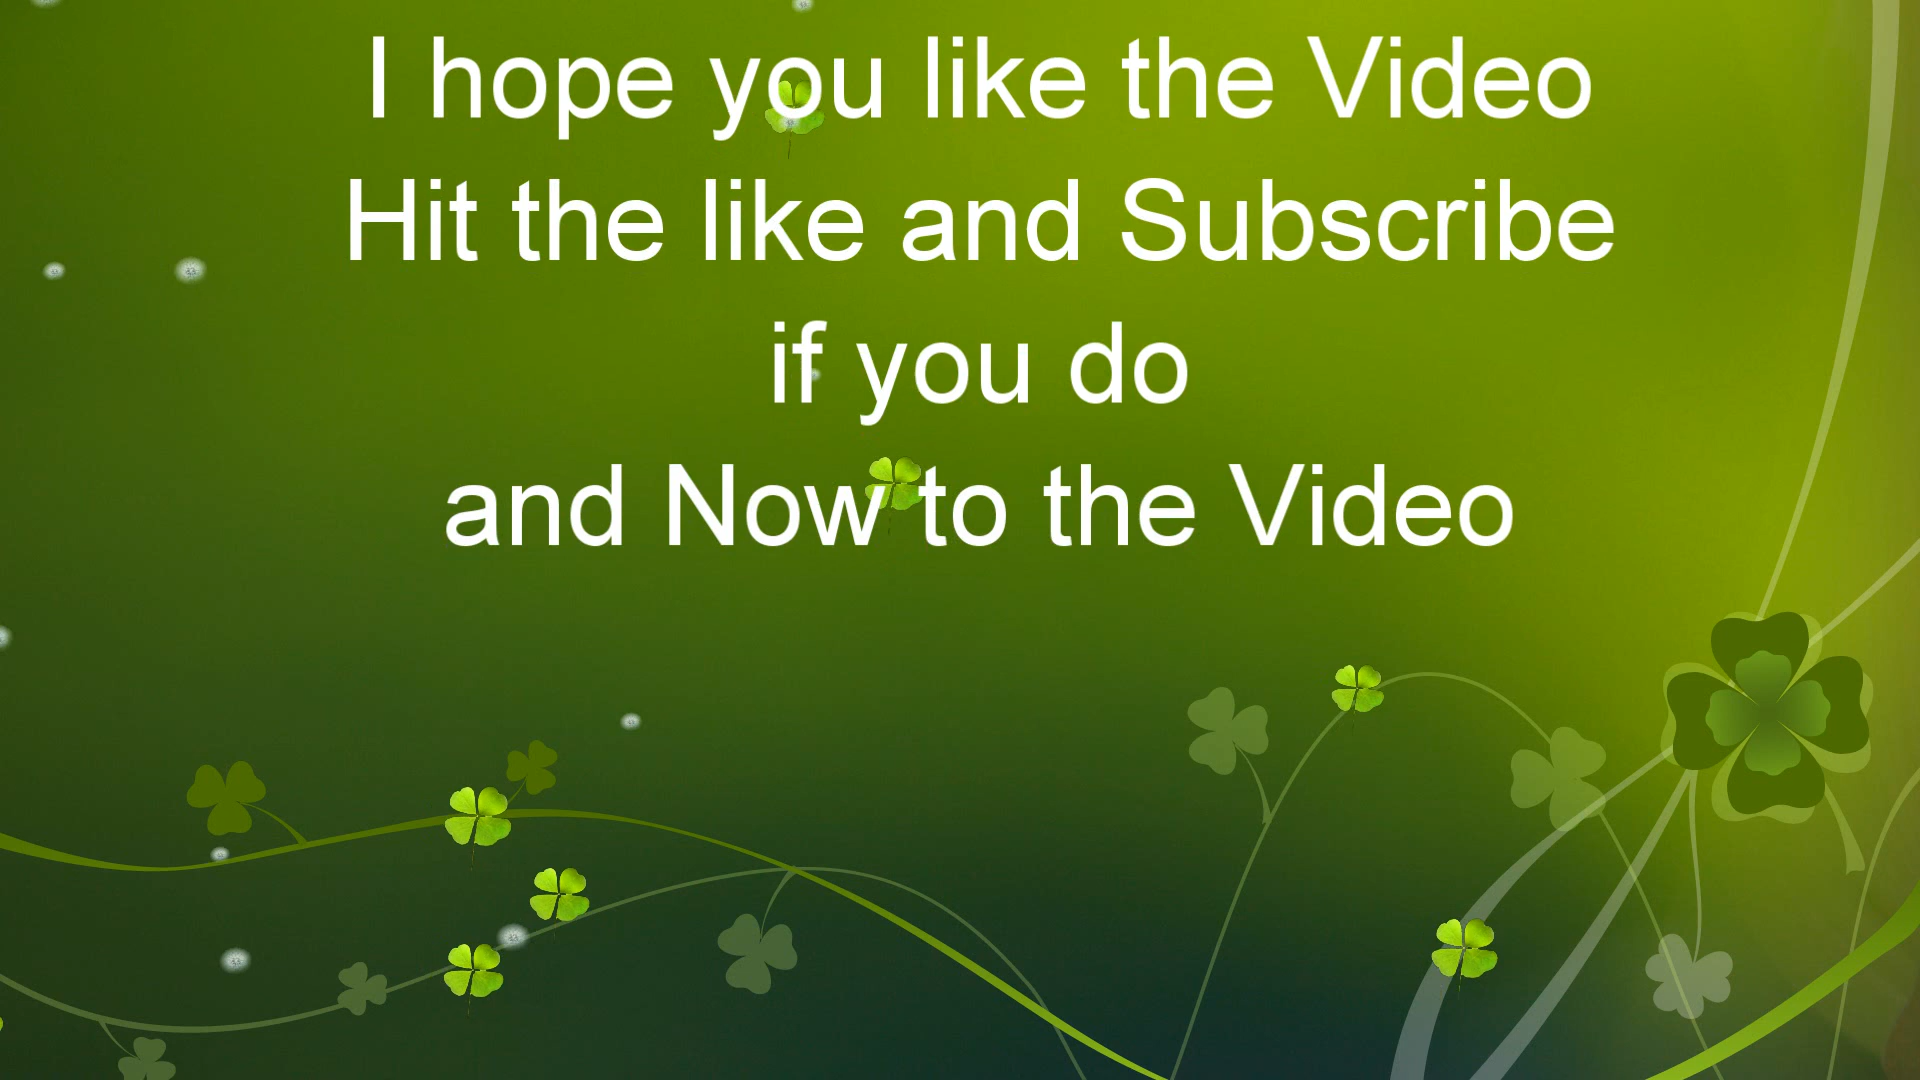 I hope you like the Video
Hit the like and Subscribe
if you do
and Now to the Video